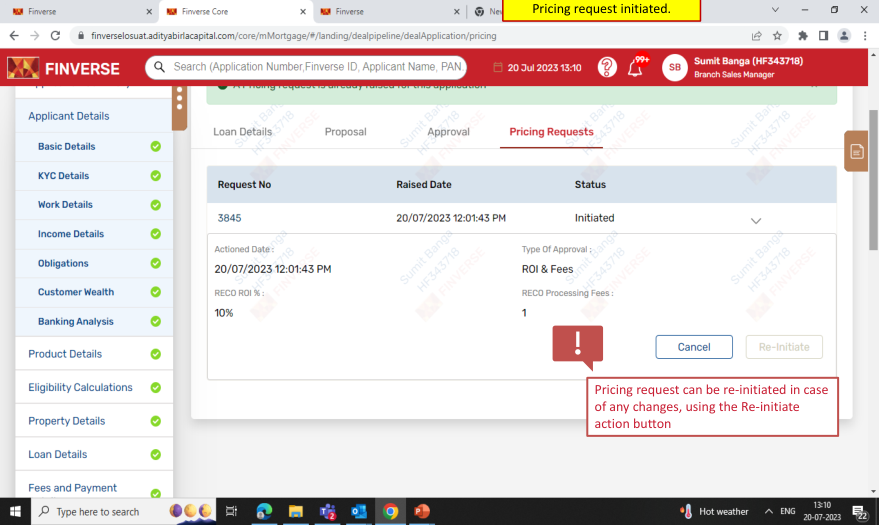 Pricing request initiated.
Finverse
Finverse Core
Finverse
New
finverselosuat.adityabirlacapital.com/core/mMortgage/#/landing/dealpipeline/dealApplication/pricing
FINVERSE
Search (Application Number,Finverse ID, Applicant Name, PAN
20 Jul 2023 13:10
99+
SB
Sumit Banga (HF343718)
Branch Sales Manager
A Pricing request is already raised for this application
Applicant Details
Basic Details
KYC Details
Work Details
Income Details
Obligations
Customer Wealth
Banking Analysis
Product Details
Eligibility Calculations
Property Details
Loan Details
Fees and Payment
Loan Details Proposal Approval Pricing Requests
Request No Raised Date Status
3845 20/07/2023 12:01:43 PM Initiated
Actioned Date : Type Of Approval :
20/07/2023 12:01:43 PM ROI & Fees
RECO ROI % : RECO Processing Fees :
10% 1
!
Cancel Re-Initiate
Pricing request can be re-initiated in case
of any changes, using the Re-initiate
action button
Sumit Banga
HF343718
FINVERSE
Type here to search
Hot weather
ENG
13:10
20-07-2023
22